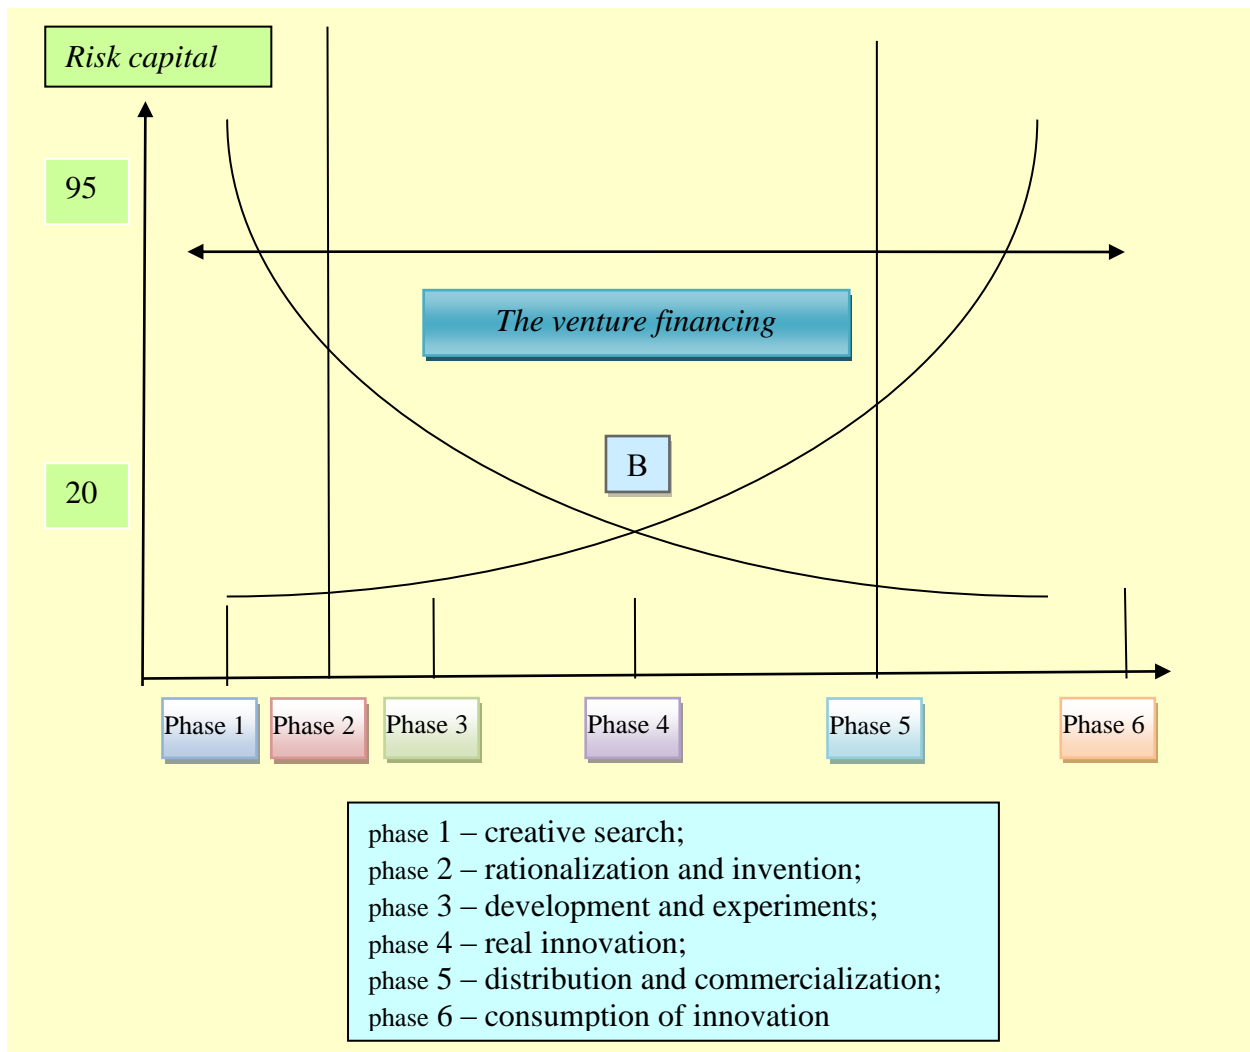 Risk capital
95
The venture financing
B
20
Phase 1
Phase 2
Phase 3
Phase 4
Phase 5
Phase 6
phase 1 – creative search;
phase 2 – rationalization and invention;
phase 3 – development and experiments;
phase 4 – real innovation;
phase 5 – distribution and commercialization;
phase 6 – consumption of innovation